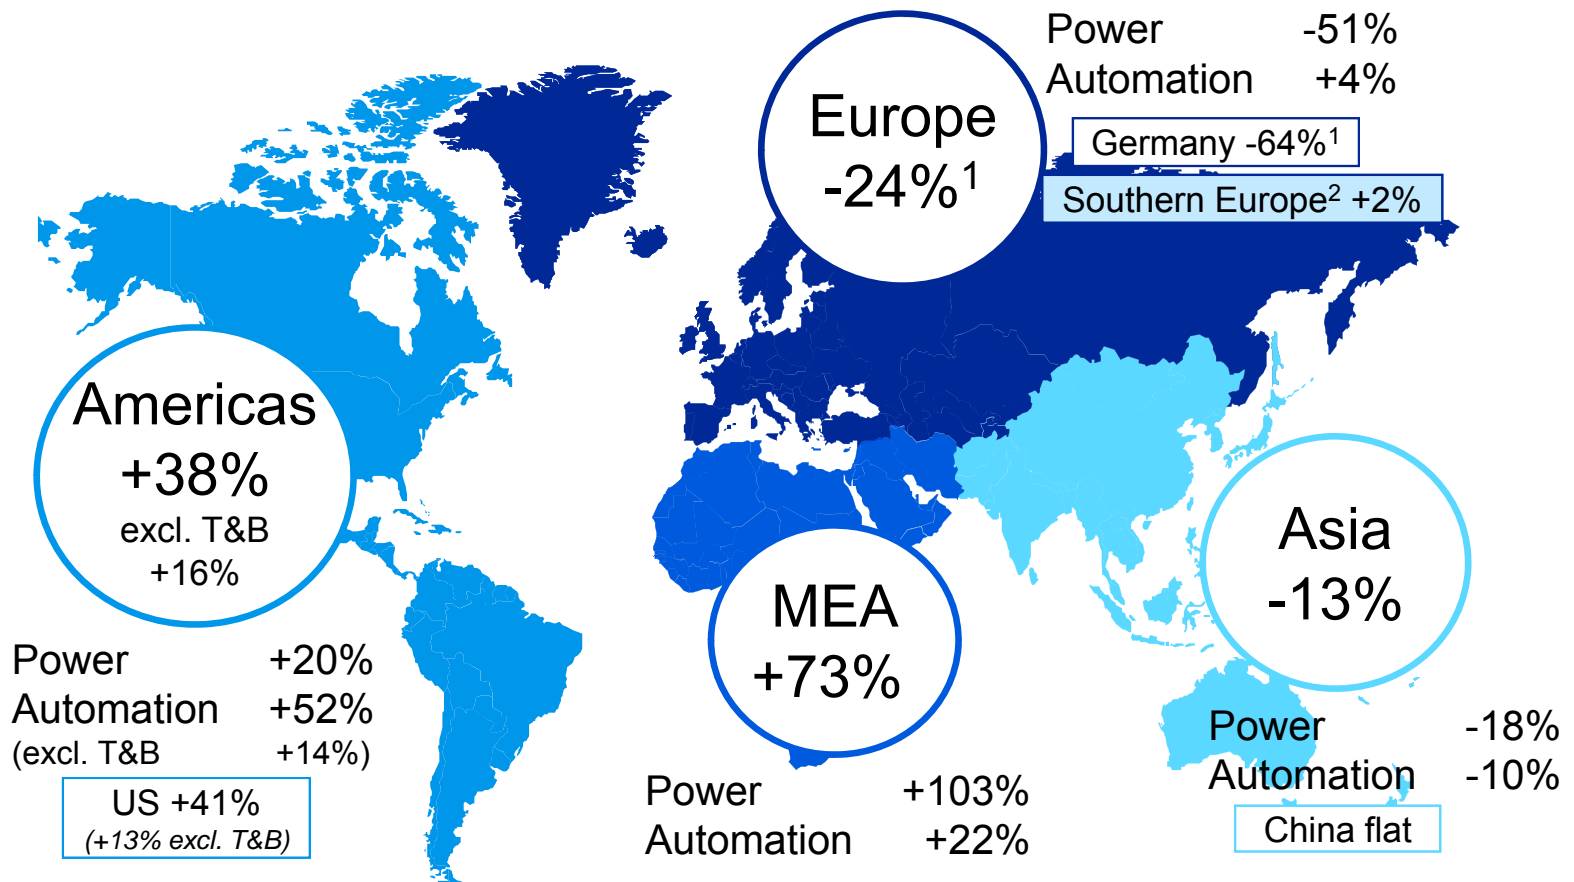 Power -51%
Automation +4%
Europe
-24%¹
Germany -64%¹
Southern Europe² +2%
Americas
+38%
excl. T&B
+16%
Power +20%
Automation +52%
(excl. T&B +14%)
US +41%
(+13% excl. T&B)
MEA
+73%
Power +103%
Automation +22%
Asia
-13%
Power -18%
Automation -10%
China flat